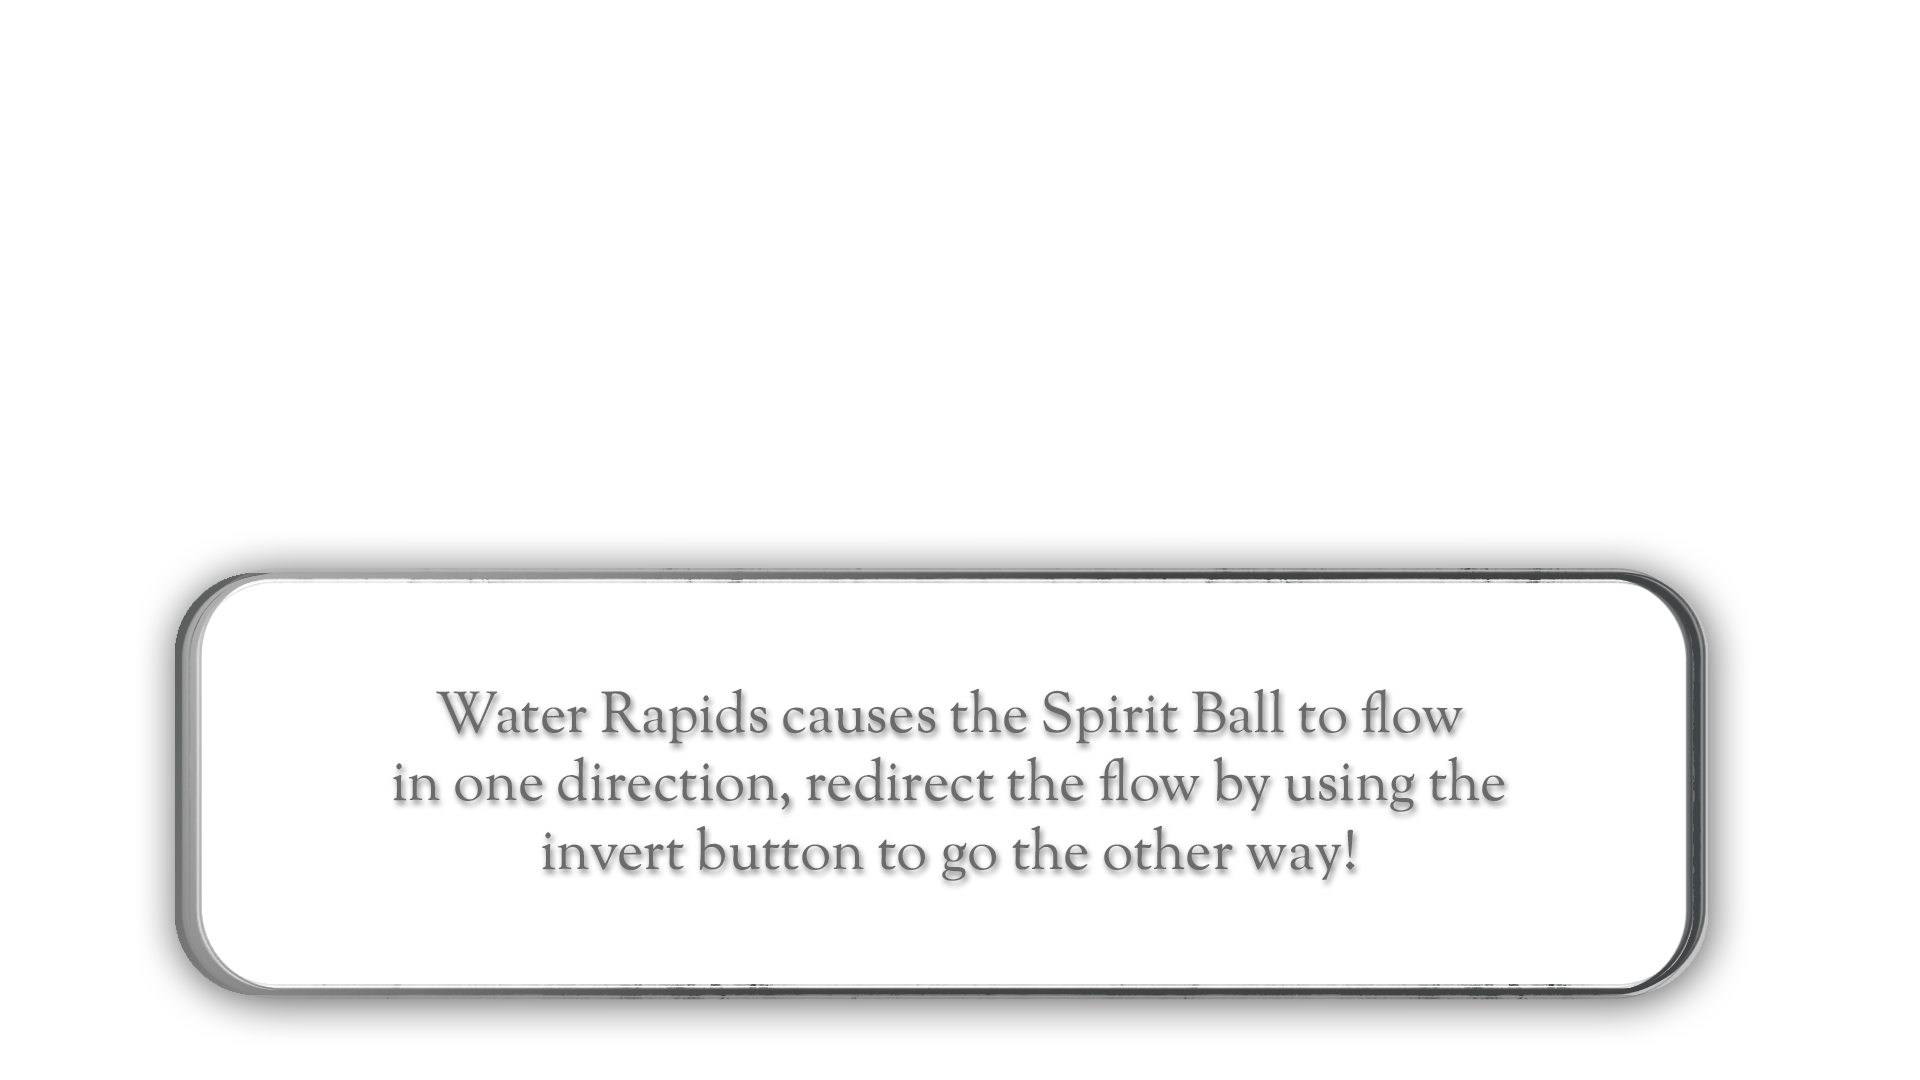 Water Rapids causes the Spirit Ball to flow
in one direction, redirect the flow by using the
invert button to go the other way!